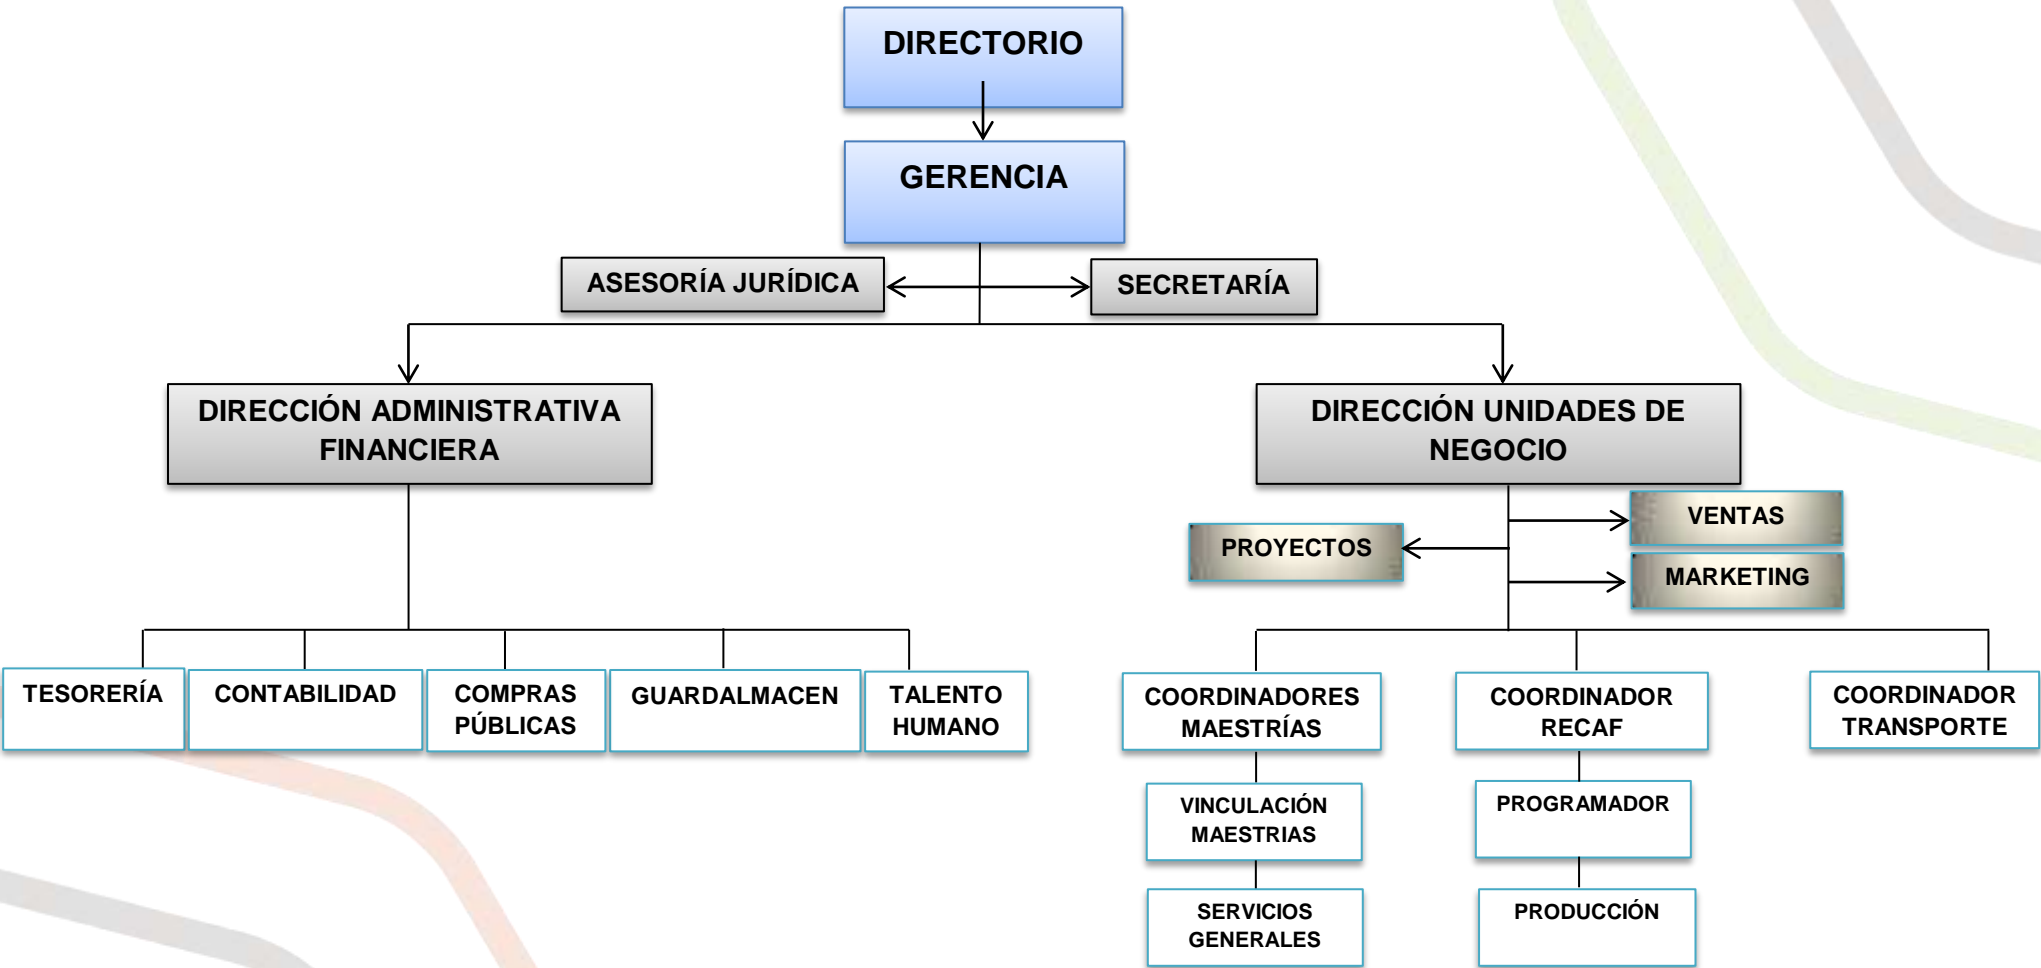 DIRECTORIO
GERENCIA
ASESORÍA JURÍDICA
SECRETARÍA
DIRECCIÓN ADMINISTRATIVA
FINANCIERA
DIRECCIÓN UNIDADES DE
NEGOCIO
VENTAS
PROYECTOS
MARKETING
TESORERÍA
CONTABILIDAD
COMPRAS
PÚBLICAS
GUARDALMACEN
TALENTO
HUMANO
COORDINADORES
MAESTRÍAS
COORDINADOR
RECAF
COORDINADOR
TRANSPORTE
VINCULACIÓN
MAESTRIAS
PROGRAMADOR
SERVICIOS
GENERALES
PRODUCCIÓN